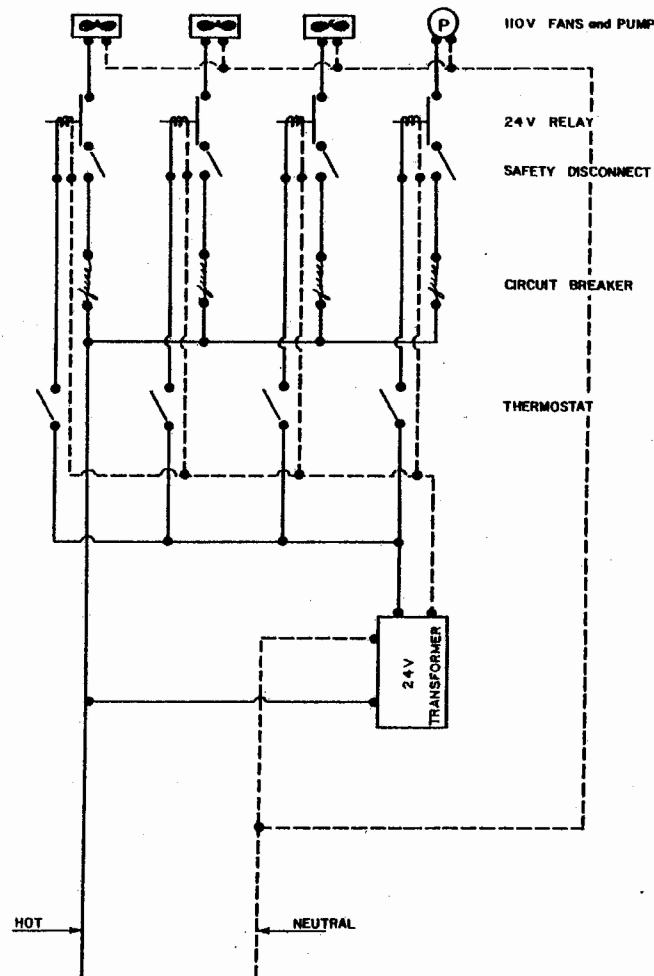 110V FANS and PUMP
P
24V RELAY
SAFETY DISCONNECT
CIRCUIT BREAKER
THERMOSTAT
24V
TRANSFORMER
HOT
NEUTRAL